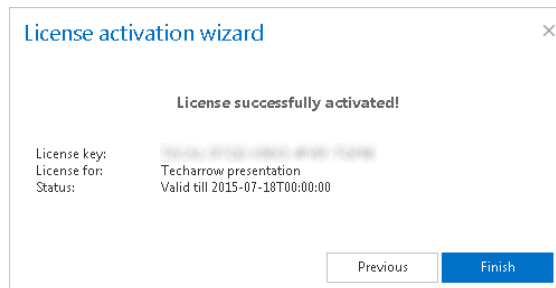 License activation wizard
License successfully activated!
License key:
License for: Techarrow presentation
Status: Valid till 2015-07-18T00:00:00
Previous Finish